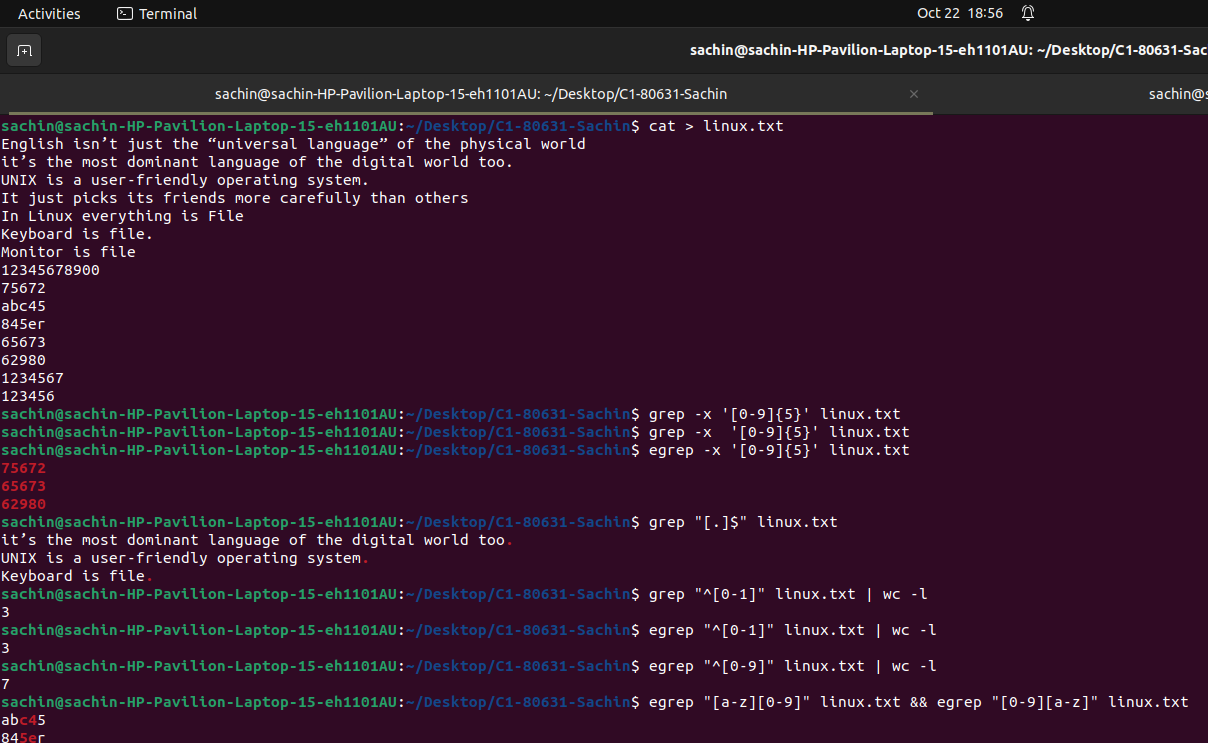 Activities Terminal Oct 22 18:56
sachin@sachin-HP-Pavilion-Laptop-15-eh1101AU: ~/Desktop/C1-80631-Sac
sachin@sachin-HP-Pavilion-Laptop-15-eh1101AU: ~/Desktop/C1-80631-Sachin × sachin@s
sachin@sachin-HP-Pavilion-Laptop-15-eh1101AU:~/Desktop/C1-80631-Sachin$ cat > linux.txt
English isn’t just the “universal language” of the physical world
it’s the most dominant language of the digital world too.
UNIX is a user-friendly operating system.
It just picks its friends more carefully than others
In Linux everything is File
Keyboard is file.
Monitor is file
12345678900
75672
abc45
845er
65673
62980
1234567
123456
sachin@sachin-HP-Pavilion-Laptop-15-eh1101AU:~/Desktop/C1-80631-Sachin$ grep -x '[0-9]{5}' linux.txt
sachin@sachin-HP-Pavilion-Laptop-15-eh1101AU:~/Desktop/C1-80631-Sachin$ grep -x  '[0-9]{5}' linux.txt
sachin@sachin-HP-Pavilion-Laptop-15-eh1101AU:~/Desktop/C1-80631-Sachin$ egrep -x '[0-9]{5}' linux.txt
75672
65673
62980
sachin@sachin-HP-Pavilion-Laptop-15-eh1101AU:~/Desktop/C1-80631-Sachin$ grep "[.]$" linux.txt
it’s the most dominant language of the digital world too.
UNIX is a user-friendly operating system.
Keyboard is file.
sachin@sachin-HP-Pavilion-Laptop-15-eh1101AU:~/Desktop/C1-80631-Sachin$ grep "^[0-1]" linux.txt | wc -l
3
sachin@sachin-HP-Pavilion-Laptop-15-eh1101AU:~/Desktop/C1-80631-Sachin$ egrep "^[0-1]" linux.txt | wc -l
3
sachin@sachin-HP-Pavilion-Laptop-15-eh1101AU:~/Desktop/C1-80631-Sachin$ egrep "^[0-9]" linux.txt | wc -l
7
sachin@sachin-HP-Pavilion-Laptop-15-eh1101AU:~/Desktop/C1-80631-Sachin$ egrep "[a-z][0-9]" linux.txt && egrep "[0-9][a-z]" linux.txt
abc45
845er